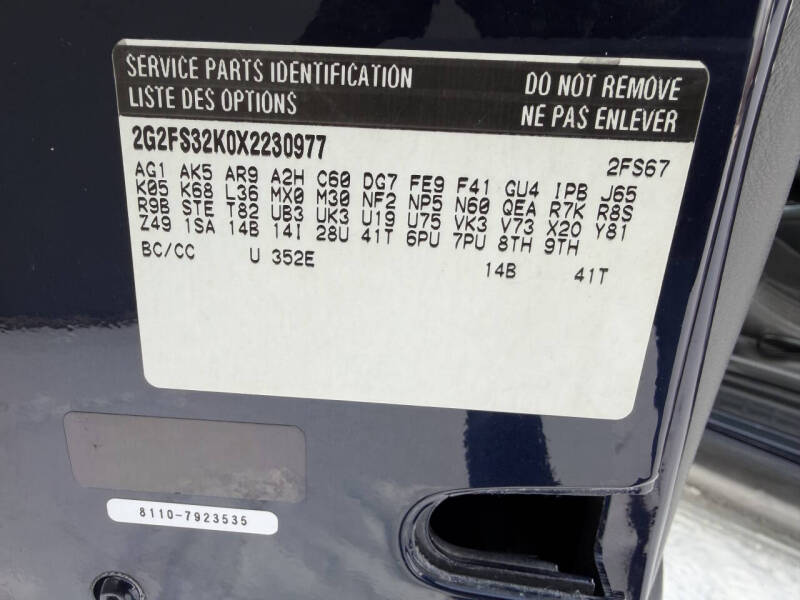 SERVICE PARTS IDENTIFICATION DO NOT REMOVE
LISTE DES OPTIONS NE PAS ENLEVER
2G2FS32K0X2230977 2FS67
AG1 AK5 AR9 A2H C60 DG7 FE9 F41 GU4 IPB J65
K05 K68 L36 MX0 M30 NF2 NP5 N60 QEA R7K R8S
R9B STE T82 UB3 UK3 U19 U75 VK3 V73 X20 Y81
Z49 1SA 14B 14I 28U 41T 6PU 7PU 8TH 9TH
BC/CC U 352E 14B 41T
8110-7923535